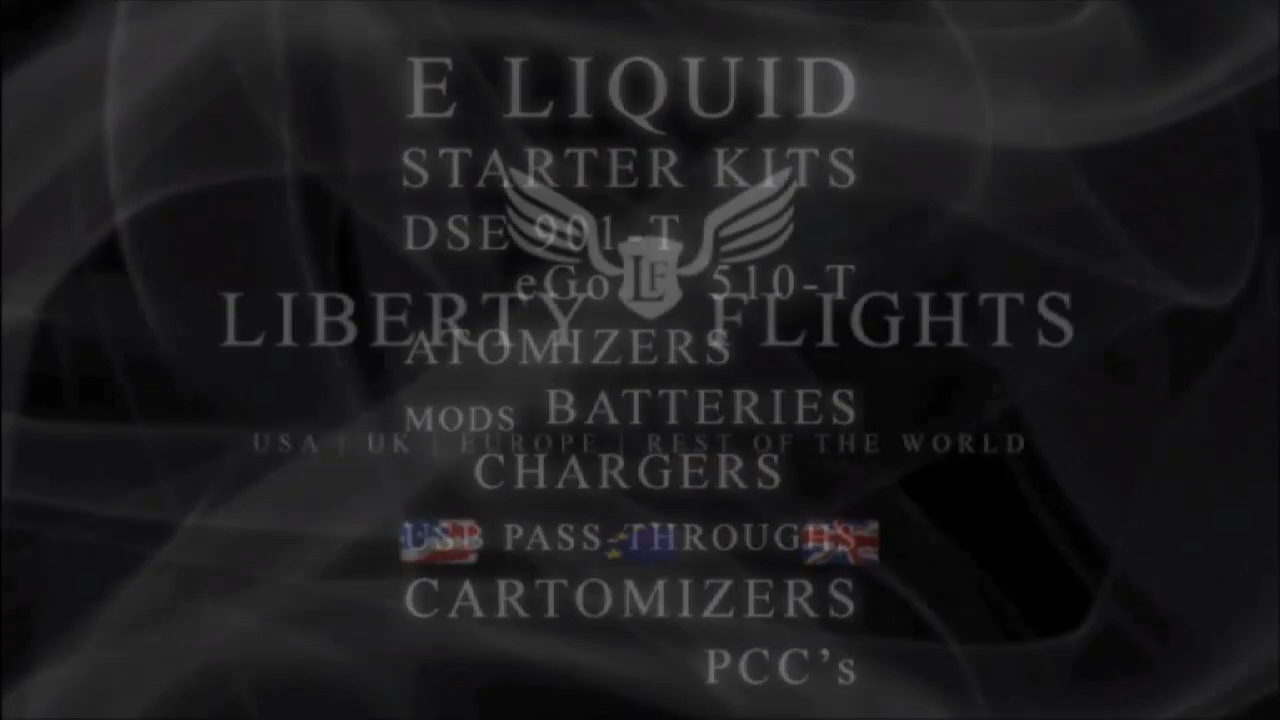 E LIQUID
STARTER KITS
DSE 901-T
LF
eGo 510-T
LIBERTY FLIGHTS
ATOMIZERS
MODS BATTERIES
USA | UK | EUROPE | REST OF THE WORLD
CHARGERS
USB PASS-THROUGHS
CARTOMIZERS
PCC's